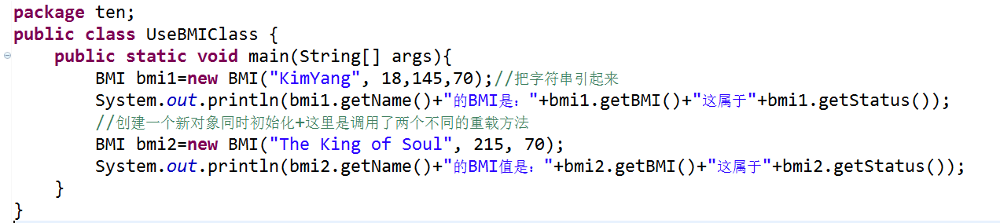 package ten;
public class UseBMIClass {
    public static void main(String[] args){
        BMI bmi1=new BMI("KimYang", 18,145,70);//把字符串引起来
        System.out.println(bmi1.getName()+"的BMI是："+bmi1.getBMI()+"这属于"+bmi1.getStatus());
        //创建一个新对象同时初始化+这里是调用了两个不同的重载方法
        BMI bmi2=new BMI("The King of Soul", 215, 70);
        System.out.println(bmi2.getName()+"的BMI值是："+bmi2.getBMI()+"这属于"+bmi2.getStatus());
    }
}